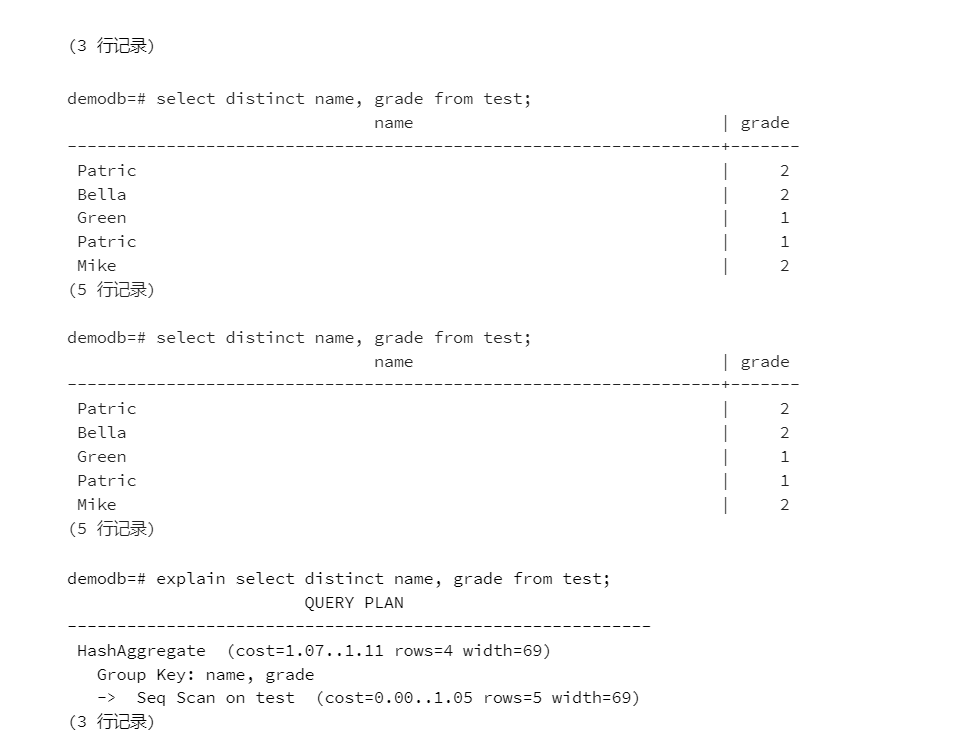 (3 行记录)
demodb=# select distinct name, grade from test;
name | grade
------------------------------------------------------------------+-------
Patric | 2
Bella | 2
Green | 1
Patric | 1
Mike | 2
(5 行记录)
demodb=# select distinct name, grade from test;
name | grade
------------------------------------------------------------------+-------
Patric | 2
Bella | 2
Green | 1
Patric | 1
Mike | 2
(5 行记录)
demodb=# explain select distinct name, grade from test;
QUERY PLAN
-----------------------------------------------------------
HashAggregate (cost=1.07..1.11 rows=4 width=69)
Group Key: name, grade
-> Seq Scan on test (cost=0.00..1.05 rows=5 width=69)
(3 行记录)